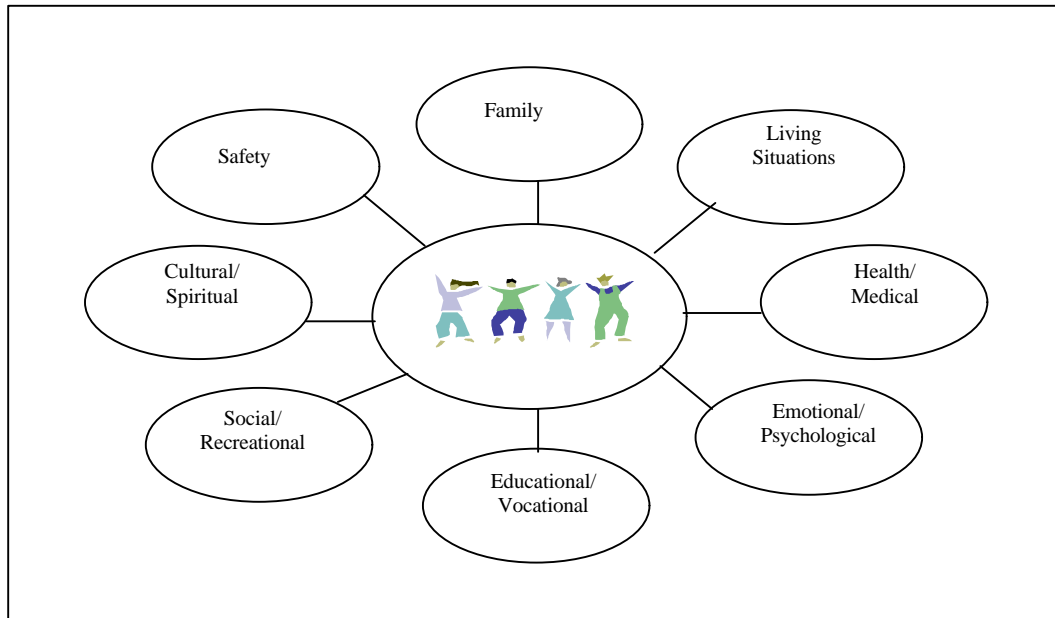 Family
Living
Situations
Safety
Cultural/
Spiritual
Health/
Medical
Social/
Recreational
Emotional/
Psychological
Educational/
Vocational